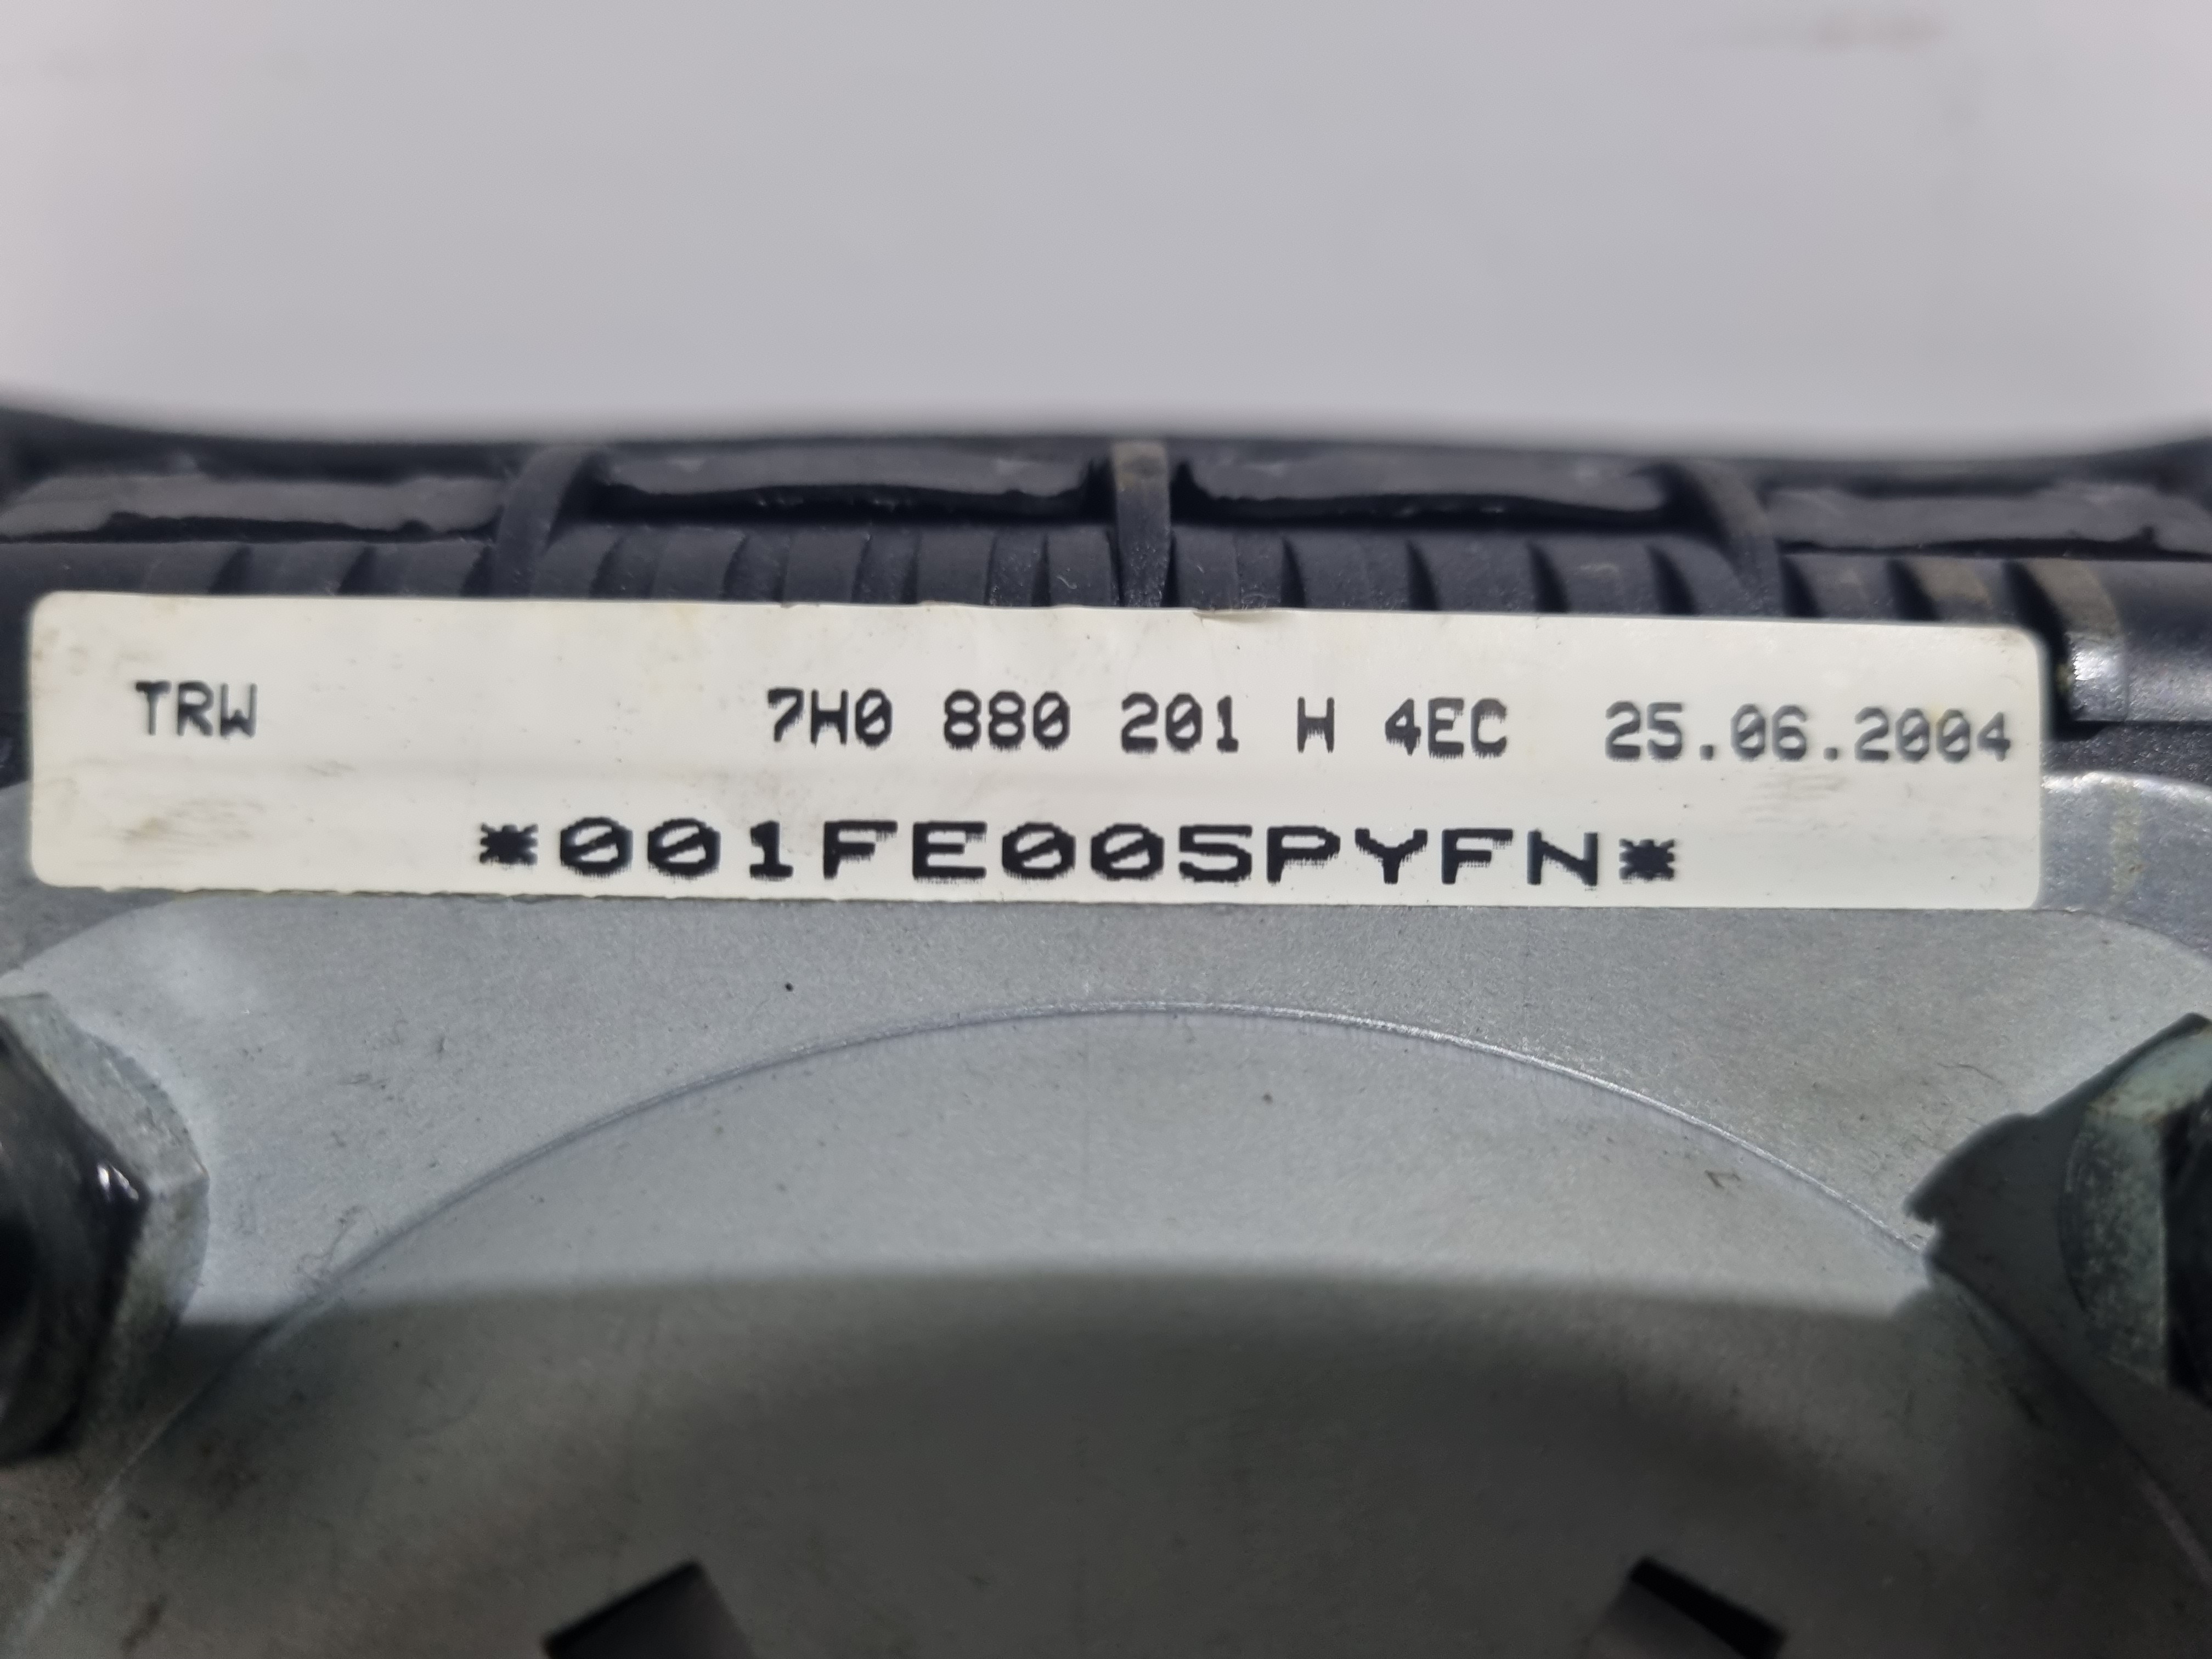 TRW 7H0 880 201 H 4EC 25.06.2004
*001FE005PYFN*